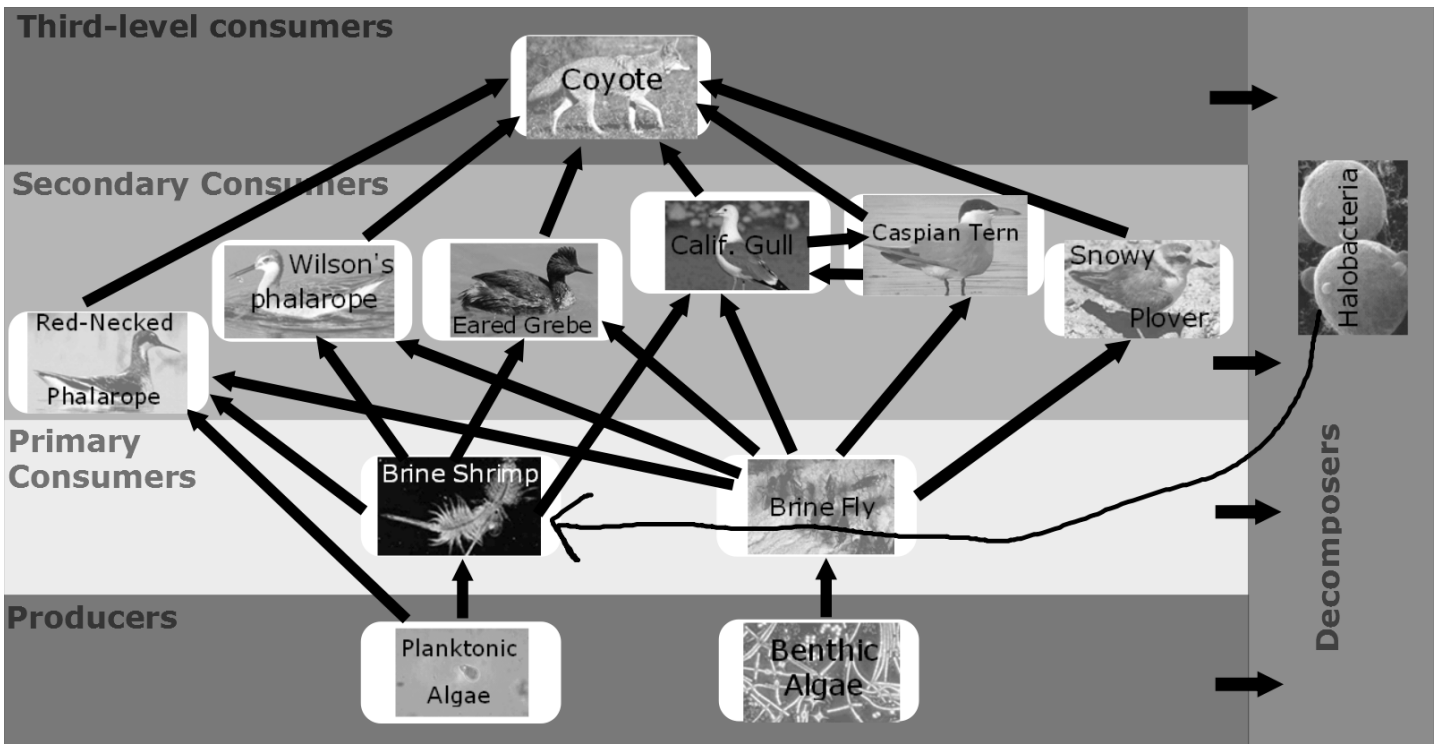 Third-level consumers
Coyote
Secondary Consumers
Calif. Gull
Caspian Tern
Wilson's
phalarope
Eared Grebe
Snowy
Plover
Red-Necked
Phalarope
Halobacteria
Primary
Consumers
Brine Shrimp
Brine Fly
Decomposers
Producers
Planktonic
Algae
Benthic
Algae